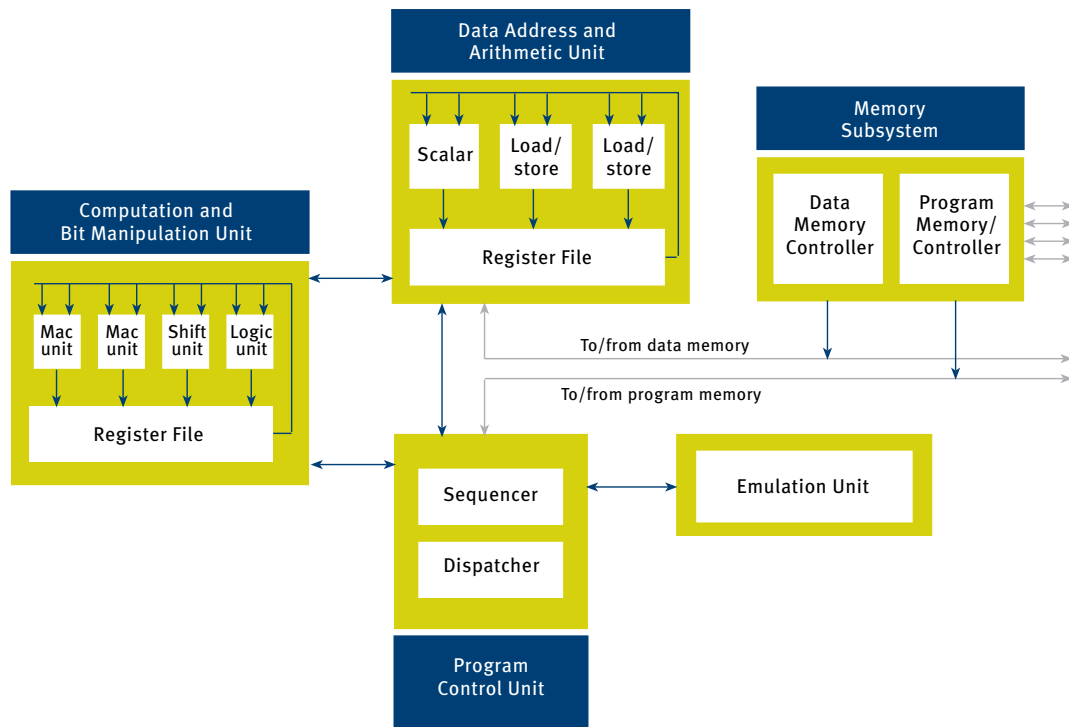 Data Address and
Arithmetic Unit
Scalar
Load/
store
Load/
store
Register File
Memory
Subsystem
Data
Memory
Controller
Program
Memory/
Controller
Computation and
Bit Manipulation Unit
Mac
unit
Mac
unit
Shift
unit
Logic
unit
Register File
To/from data memory
To/from program memory
Sequencer
Dispatcher
Emulation Unit
Program
Control Unit